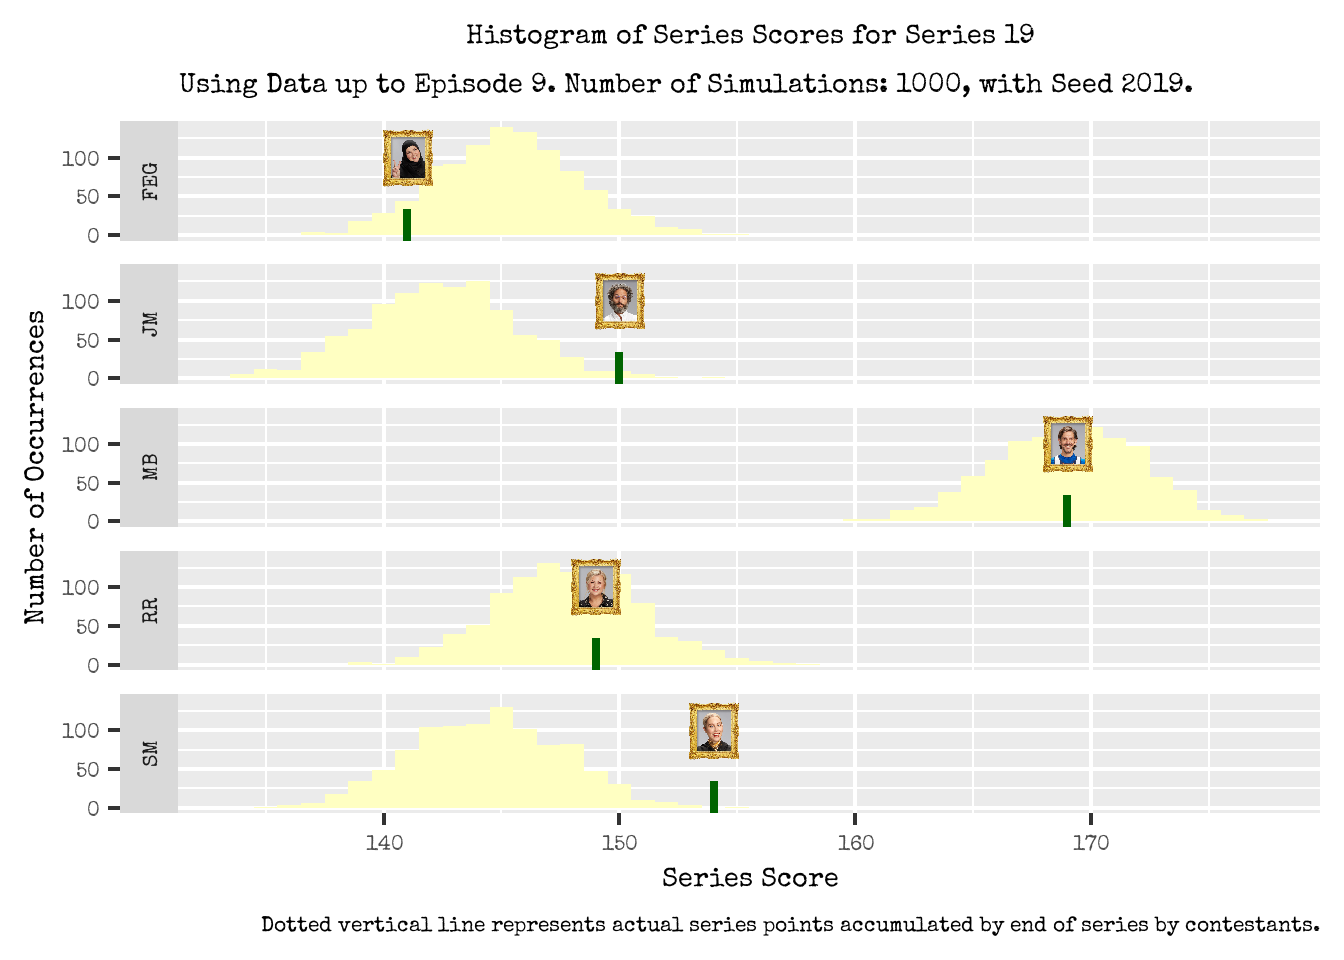 Histogram of Series Scores for Series 19
Using Data up to Episode 9. Number of Simulations: 1000, with Seed 2019.
Number of Occurrences
FEG
100
50
0
JM
100
50
0
MB
100
50
0
RR
100
50
0
SM
100
50
0
140 150 160 170
Series Score
Dotted vertical line represents actual series points accumulated by end of series by contestants.